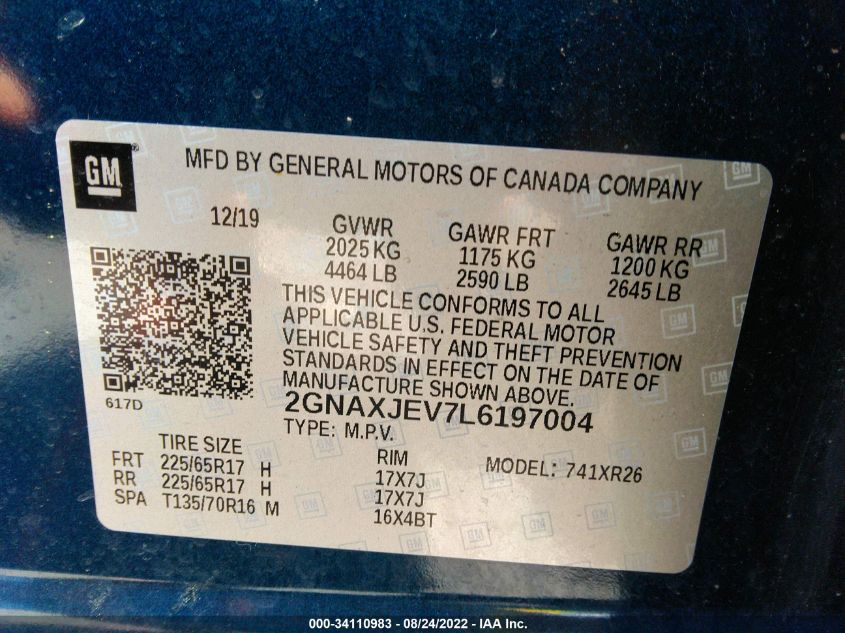 GM
MFD BY GENERAL MOTORS OF CANADA COMPANY
12/19
GVWR
2025 KG
4464 LB
GAWR FRT
1175 KG
2590 LB
GAWR RR
1200 KG
2645 LB
THIS VEHICLE CONFORMS TO ALL
APPLICABLE U.S. FEDERAL MOTOR
VEHICLE SAFETY AND THEFT PREVENTION
STANDARDS IN EFFECT ON THE DATE OF
MANUFACTURE SHOWN ABOVE.
617D
2GNAXJEV7L6197004
TYPE: M.P.V.
TIRE SIZE
RIM
MODEL: 741XR26
FRT 225/65R17 H 17X7J
RR 225/65R17 H 17X7J
SPA T135/70R16 M 16X4BT
000-34110983 - 08/24/2022 - IAA Inc.